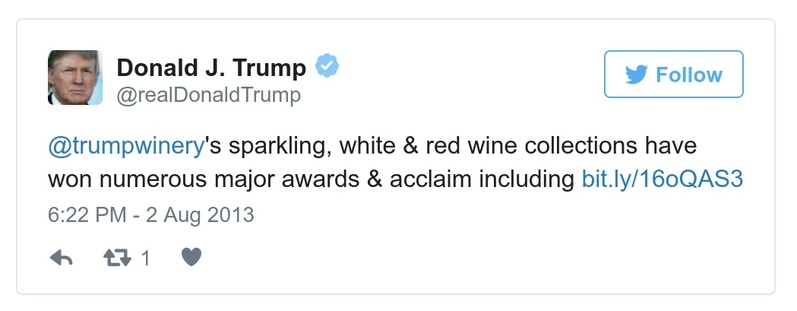 Donald J. Trump
@realDonaldTrump
Follow
@trumpwinery's sparkling, white & red wine collections have
won numerous major awards & acclaim including bit.ly/16oQAS3
6:22 PM - 2 Aug 2013
1